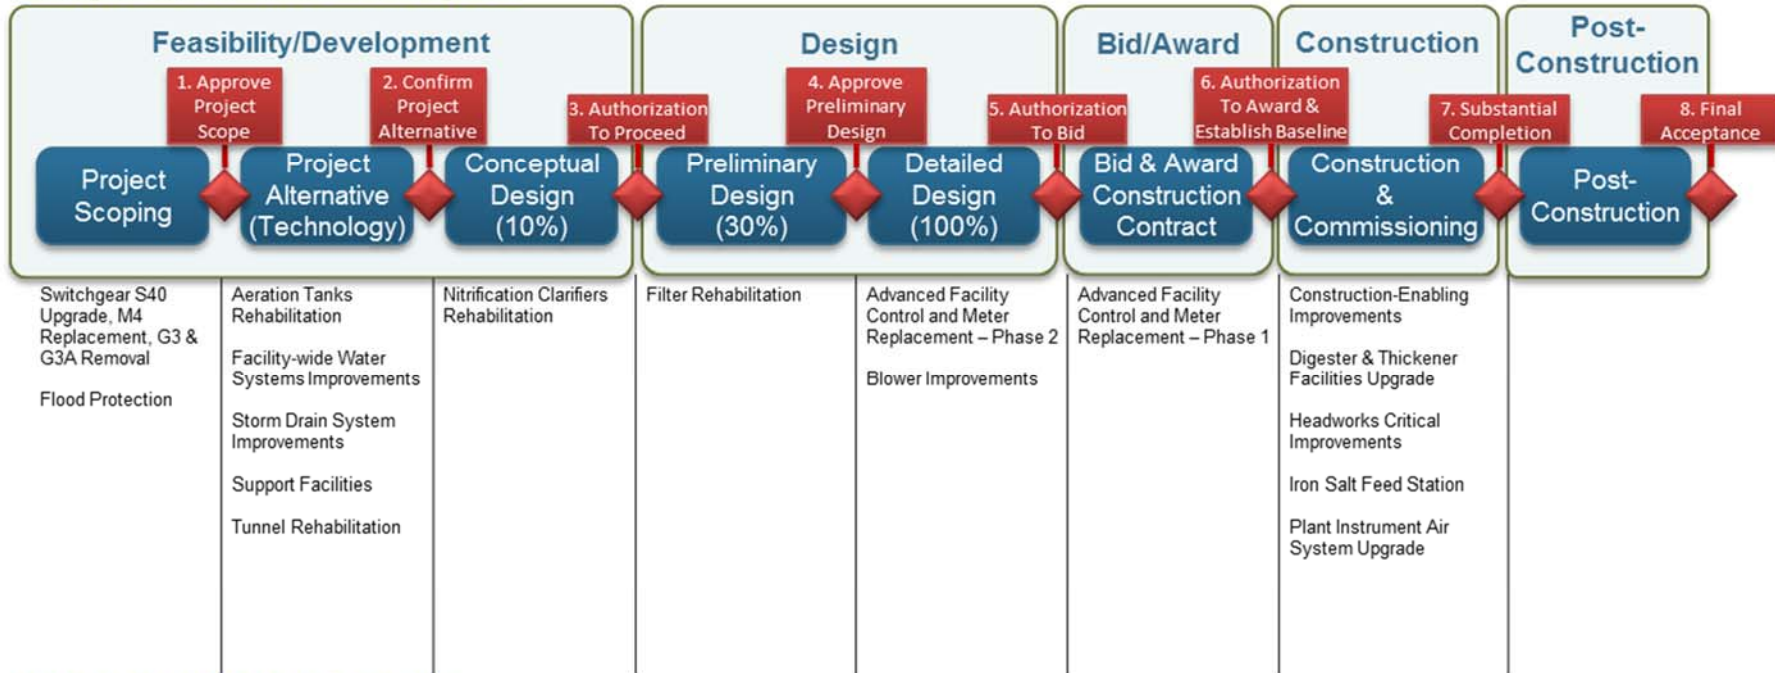 Feasibility/Development
Design
Bid/Award
Construction
Post-
Construction
1. Approve
Project
Scope
2. Confirm
Project
Alternative
3. Authorization
To Proceed
4. Approve
Preliminary
Design
5. Authorization
To Bid
6. Authorization
To Award &
Establish Baseline
7. Substantial
Completion
8. Final
Acceptance
Project
Scoping
Project
Alternative
(Technology)
Conceptual
Design
(10%)
Preliminary
Design
(30%)
Detailed
Design
(100%)
Bid & Award
Construction
Contract
Construction
&
Commissioning
Post-
Construction
Switchgear S40
Upgrade, M4
Replacement, G3 &
G3A Removal
Flood Protection
Aeration Tanks
Rehabilitation
Facility-wide Water
Systems Improvements
Storm Drain System
Improvements
Support Facilities
Tunnel Rehabilitation
Nitrification Clarifiers
Rehabilitation
Filter Rehabilitation
Advanced Facility
Control and Meter
Replacement – Phase 2
Blower Improvements
Advanced Facility
Control and Meter
Replacement – Phase 1
Construction-Enabling
Improvements
Digester & Thickener
Facilities Upgrade
Headworks Critical
Improvements
Iron Salt Feed Station
Plant Instrument Air
System Upgrade